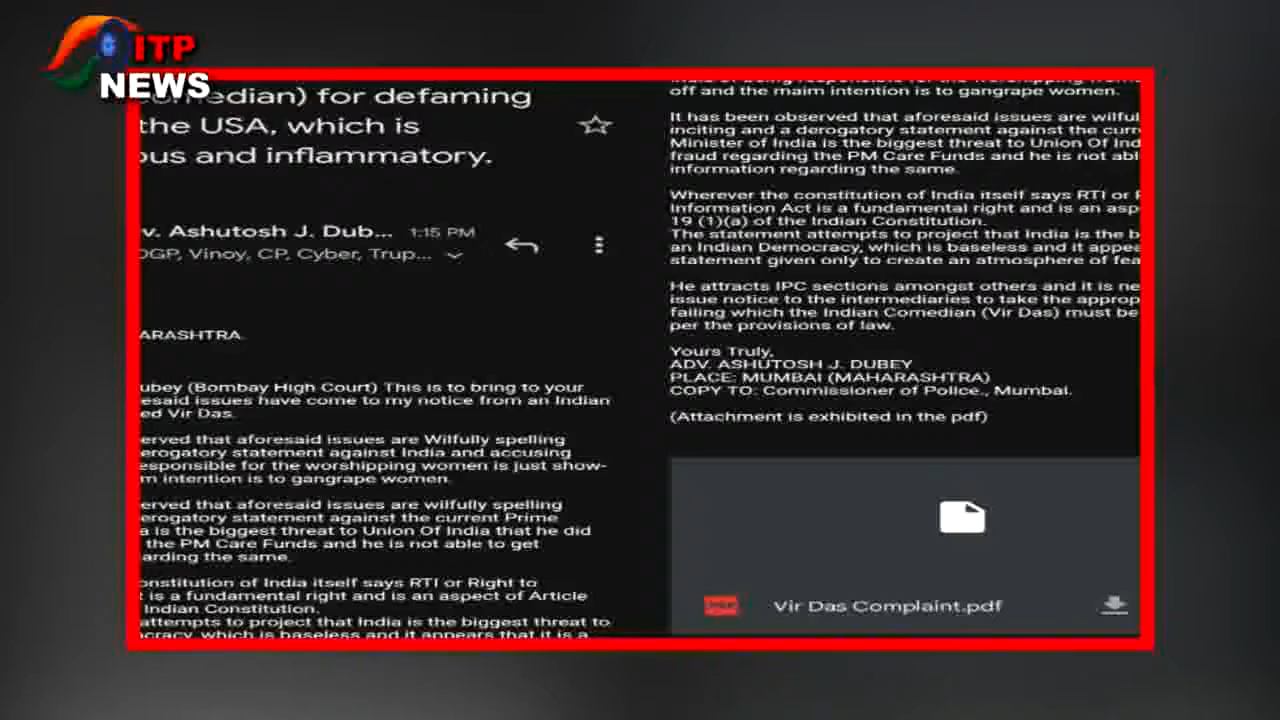 ITP
NEWS
comedian) for defaming
the USA, which is
ous and inflammatory.
v. Ashutosh J. Dub...
1:15 PM
DGP, Vinoy, CP, Cyber, Trup...
ARASHTRA.
ubey (Bombay High Court) This is to bring to your
esaid issues have come to my notice from an Indian
ed Vir Das.
erved that aforesaid issues are Wilfully spelling
erogatory statement against India and accusing
esponsible for the worshipping women is just show-
m intention is to gangrape women.
erved that aforesaid issues are wilfully spelling
erogatory statement against the current Prime
a is the biggest threat to Union Of India that he did
the PM Care Funds and he is not able to get
arding the same.
onstitution of India itself says RTI or Right to
t is a fundamental right and is an aspect of Article
Indian Constitution.
attempts to project that India is the biggest threat to
ocracy, which is baseless and it appears that it is a
off and the maim intention is to gangrape women.
It has been observed that aforesaid issues are wilful
inciting and a derogatory statement against the curr
Minister of India is the biggest threat to Union Of Ind
fraud regarding the PM Care Funds and he is not abl
information regarding the same.
Wherever the constitution of India itself says RTI or R
Information Act is a fundamental right and is an asp
19 (1)(a) of the Indian Constitution.
The statement attempts to project that India is the b
an Indian Democracy, which is baseless and it appea
statement given only to create an atmosphere of fea
He attracts IPC sections amongst others and it is ne
issue notice to the intermediaries to take the approp
failing which the Indian Comedian (Vir Das) must be
per the provisions of law.
Yours Truly,
ADV. ASHUTOSH J. DUBEY
PLACE: MUMBAI (MAHARASHTRA)
COPY TO: Commissioner of Police., Mumbai.
(Attachment is exhibited in the pdf)
Vir Das Complaint.pdf